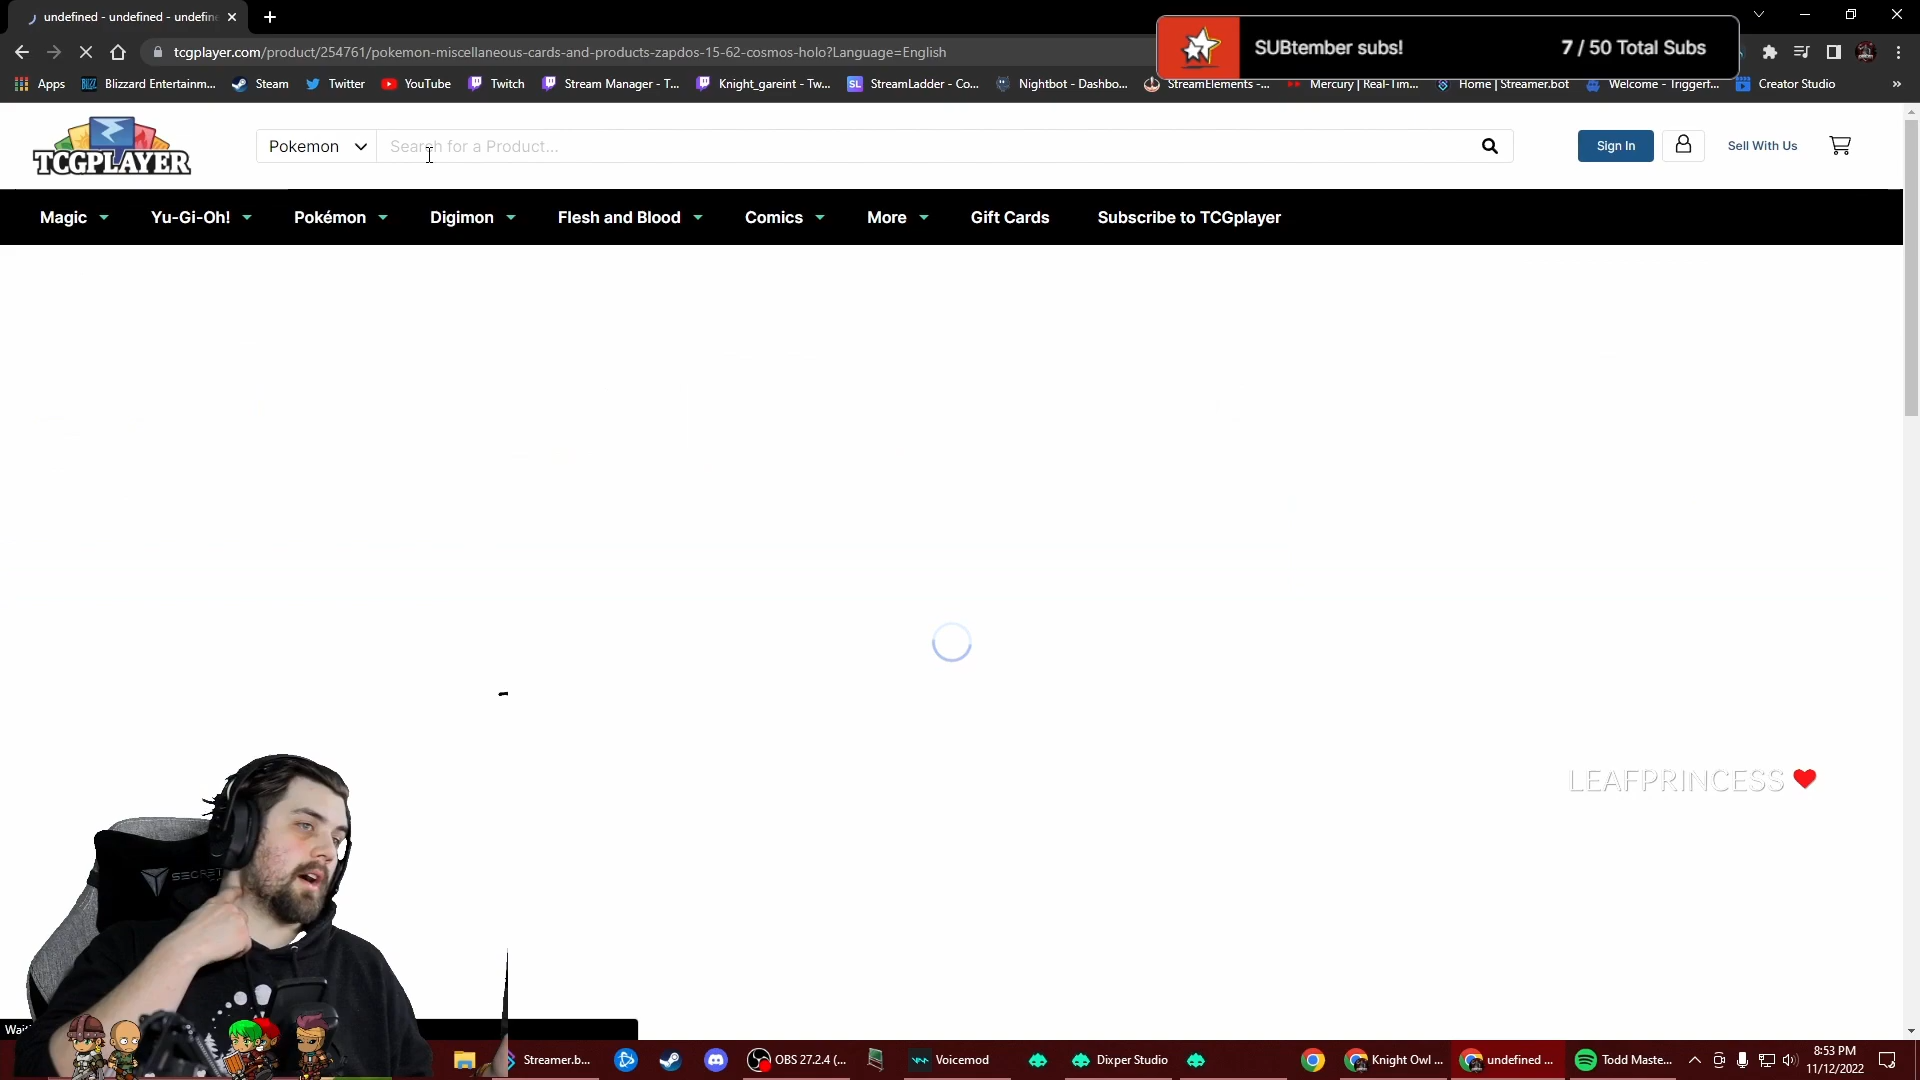 undefined - undefined - undefin
SUBtember subs! 7 / 50 Total Subs
tcgplayer.com/product/254761/pokemon-miscellaneous-cards-and-products-zapdos-15-62-cosmos-holo?Language=English
Apps Blizzard Entertainm... Steam Twitter YouTube Twitch Stream Manager - T... Knight_gareint - Tw... StreamLadder - Co... Nightbot - Dashbo... StreamElements -... Mercury | Real-Tim... Home | Streamer.bot Welcome - Triggerf... Creator Studio »
TCGPLAYER
Pokemon Search for a Product... Sign In Sell With Us
Magic Yu-Gi-Oh! Pokémon Digimon Flesh and Blood Comics More Gift Cards Subscribe to TCGplayer
LEAFPRINCESS ❤
Streamer.b... OBS 27.2.4 (... Voicemod Dixper Studio Knight Owl ... undefined ... Todd Maste...
8:53 PM
11/12/2022